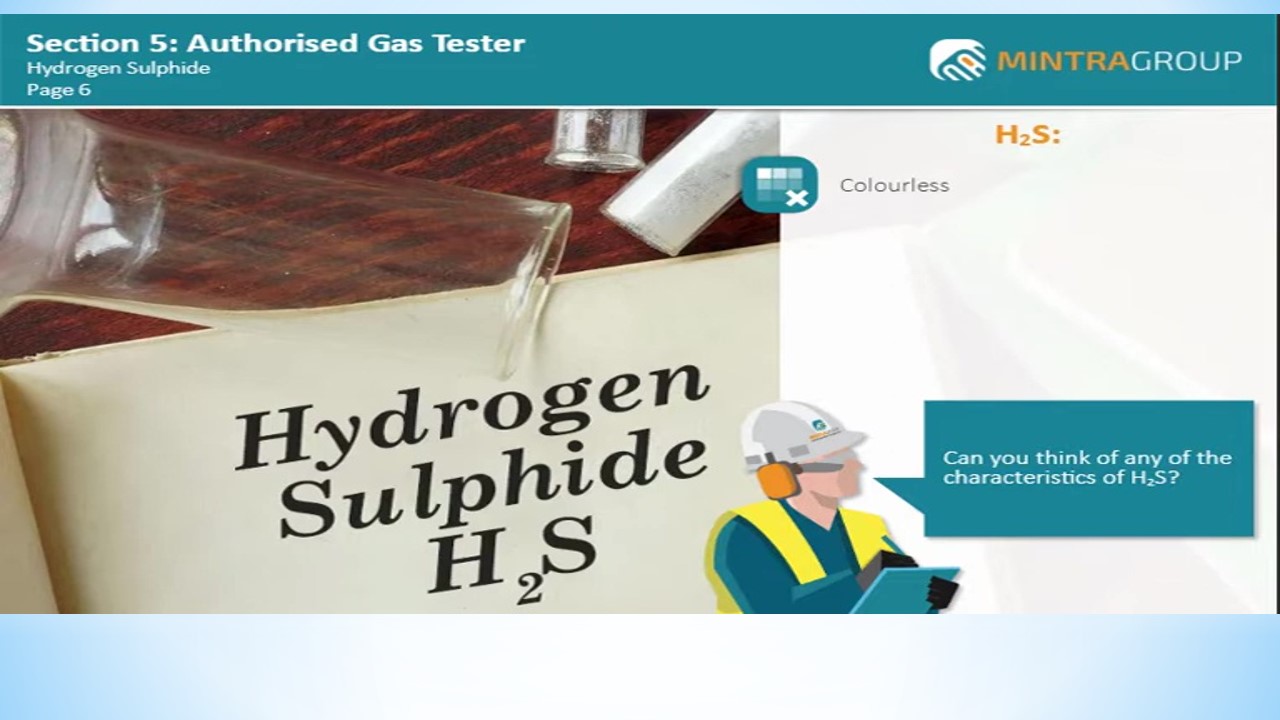 Section 5: Authorised Gas Tester
Hydrogen Sulphide
Page 6
MINTRAGROUP
H₂S:
Colourless
Hydrogen
Sulphide
H₂S
Can you think of any of the
characteristics of H₂S?